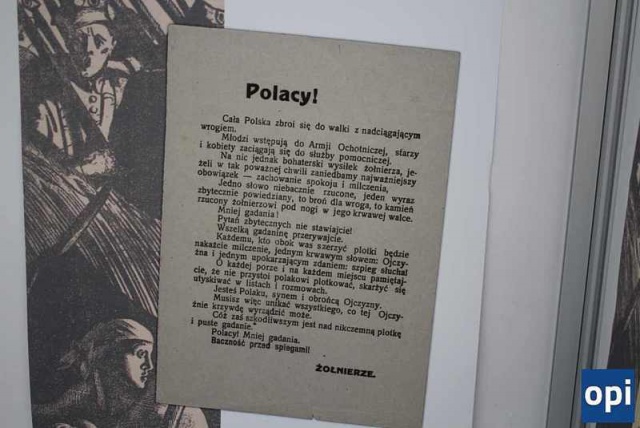 Polacy!
Cała Polska zbroi się do walki z nadciągającym
wrogiem.
Młodzi wstępują do Armji Ochotniczej, starzy
i kobiety zaciągają się do służby pomocniczej.
Na nic jednak bohaterski wysiłek żołnierza, je-
żeli w tak poważnej chwili zaniedbamy najważniejszy
obowiązek — zachowanie spokoju i milczenia,
Jedno słowo niebacznie rzucone, jeden wyraz
zbytecznie powiedziany, to broń dla wroga, to kamień
rzucony żołnierzowi pod nogi w jego krwawej walce.
Mniej gadania!
Pytań zbytecznych nie stawiajcie!
Wszelką gadaninę przerywajcie.
Każdemu, kto obok was szerzyć plotki będzie
nakażcie milczenie, jednym krwawym słowem: Ojczy-
zna i jednym upokarzającym zdaniem: szpieg słucha!
O każdej porze i na każdem miejscu pamiętaj-
cie, że nie przystoi polakowi plotkować, skarżyć się
utyskiwać w listach i rozmowach.
Jesteś Polaku, synem i obrońcą Ojczyzny.
Musisz więc unikać wszystkiego, co tej Ojczy-
źnie krzywdę wyrządzić może.
Cóż zaś szkodliwszym jest nad nikczemną plotkę
i puste gadanie.
Polacy! Mniej gadania.
Baczność przed szpiegami!
ŻOŁNIERZE.
opi